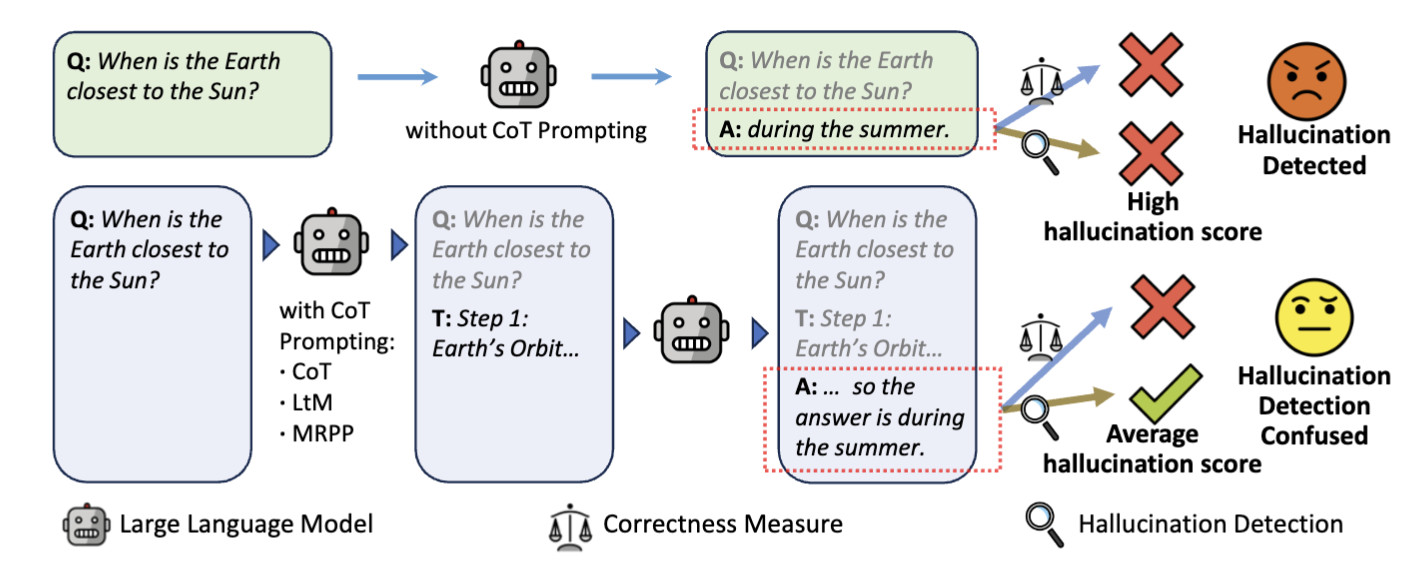 Q: When is the Earth
closest to the Sun?
without CoT Prompting
Q: When is the Earth
closest to the Sun?
A: during the summer.
Hallucination
Detected
High
hallucination score
Q: When is the
Earth closest to
the Sun?
with CoT
Prompting:
· CoT
· LtM
· MRPP
Q: When is the
Earth closest to
the Sun?
T: Step 1:
Earth's Orbit...
Q: When is the
Earth closest to
the Sun?
T: Step 1:
Earth's Orbit...
A: ... so the
answer is during
the summer.
Average
hallucination score
Hallucination
Detection
Confused
Large Language Model
Correctness Measure
Hallucination Detection